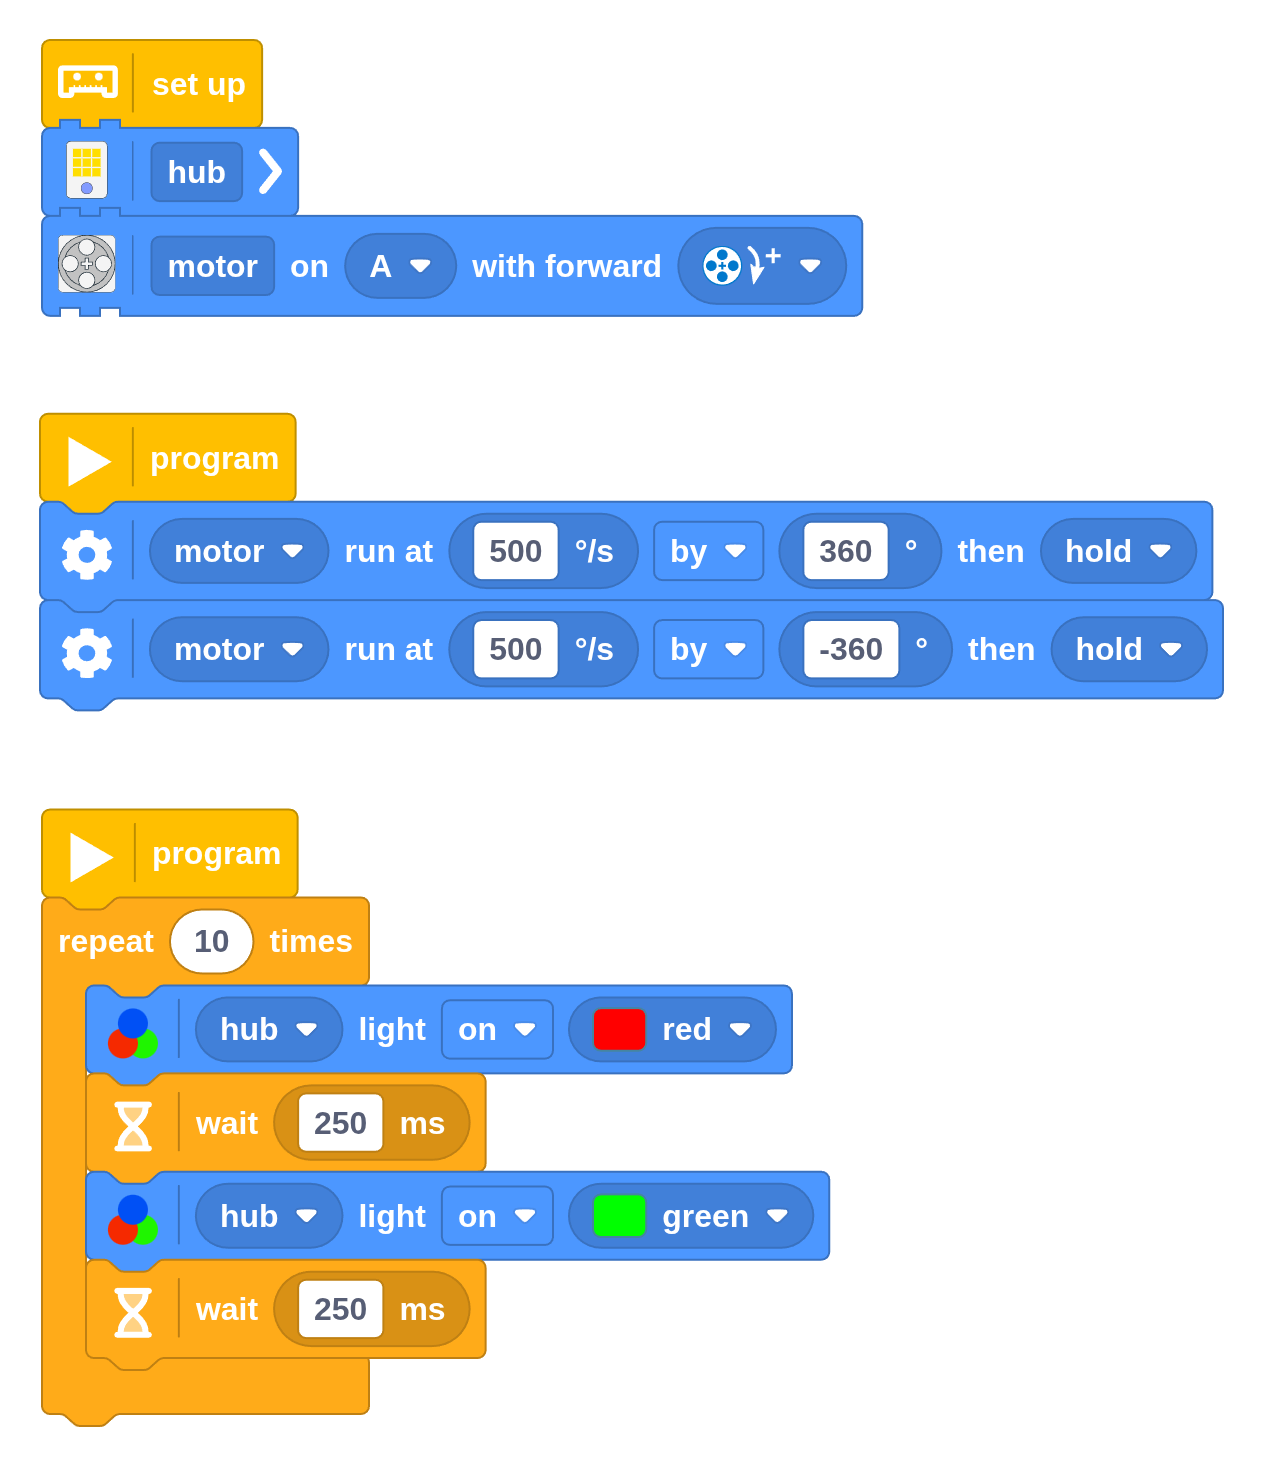 set up
hub
motor on A with forward +
program
motor run at 500 °/s by 360 ° then hold
motor run at 500 °/s by -360 ° then hold
program
repeat 10 times
hub light on red
wait 250 ms
hub light on green
wait 250 ms